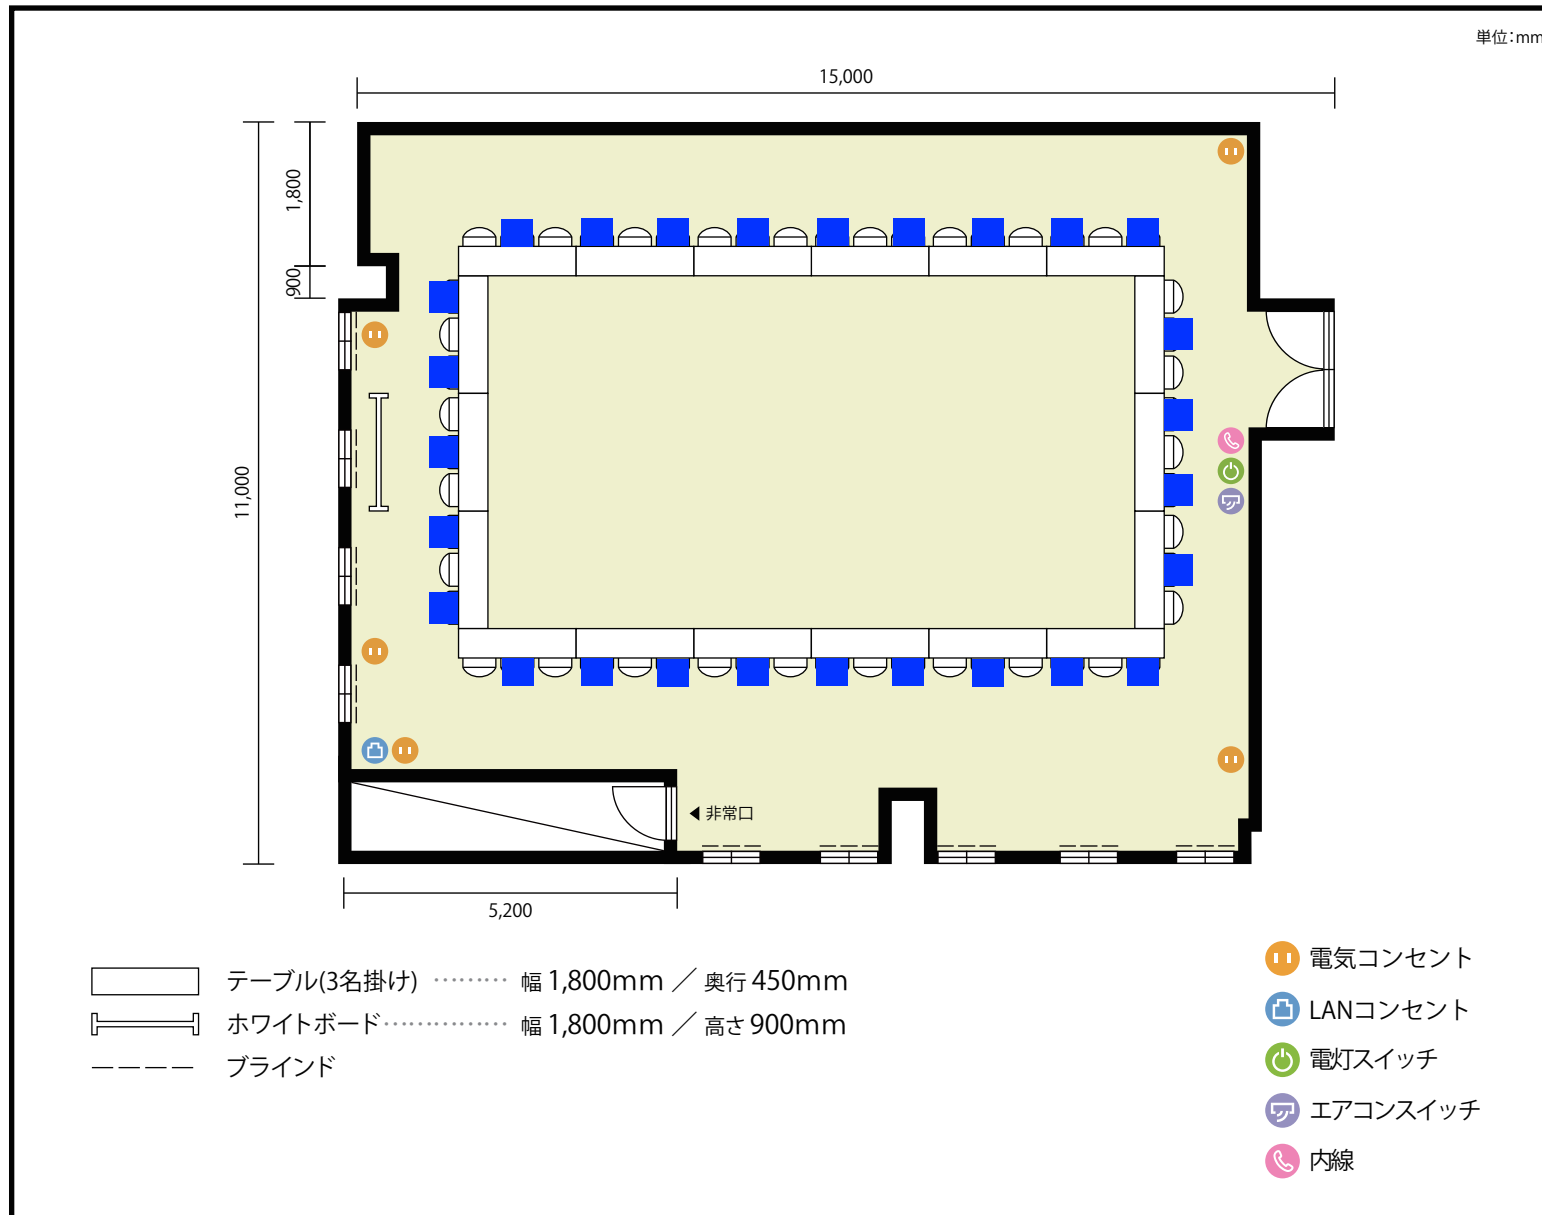 単位：mm
15,000
1,800
900
11,000
非常口
5,200
テーブル(3名掛け) ········· 幅 1,800mm ／ 奥行 450mm
ホワイトボード ·············· 幅 1,800mm ／ 高さ 900mm
ブラインド
電気コンセント
LANコンセント
電灯スイッチ
エアコンスイッチ
内線